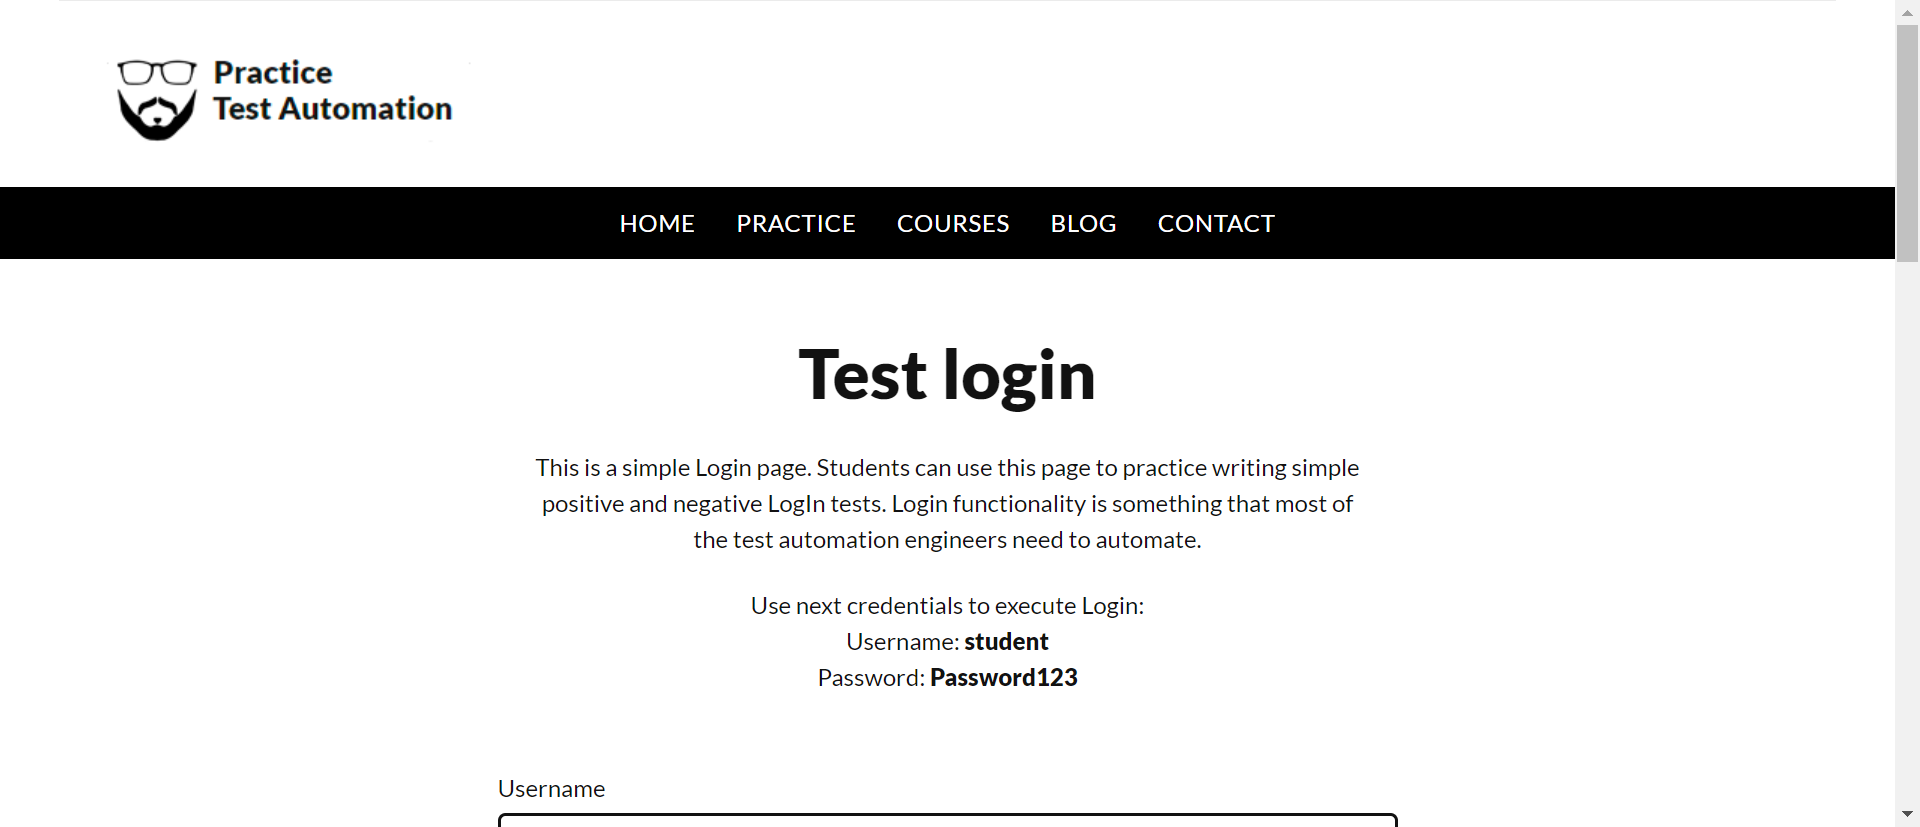 Practice
Test Automation
HOME PRACTICE COURSES BLOG CONTACT
Test login
This is a simple Login page. Students can use this page to practice writing simple
positive and negative LogIn tests. Login functionality is something that most of
the test automation engineers need to automate.
Use next credentials to execute Login:
Username: student
Password: Password123
Username